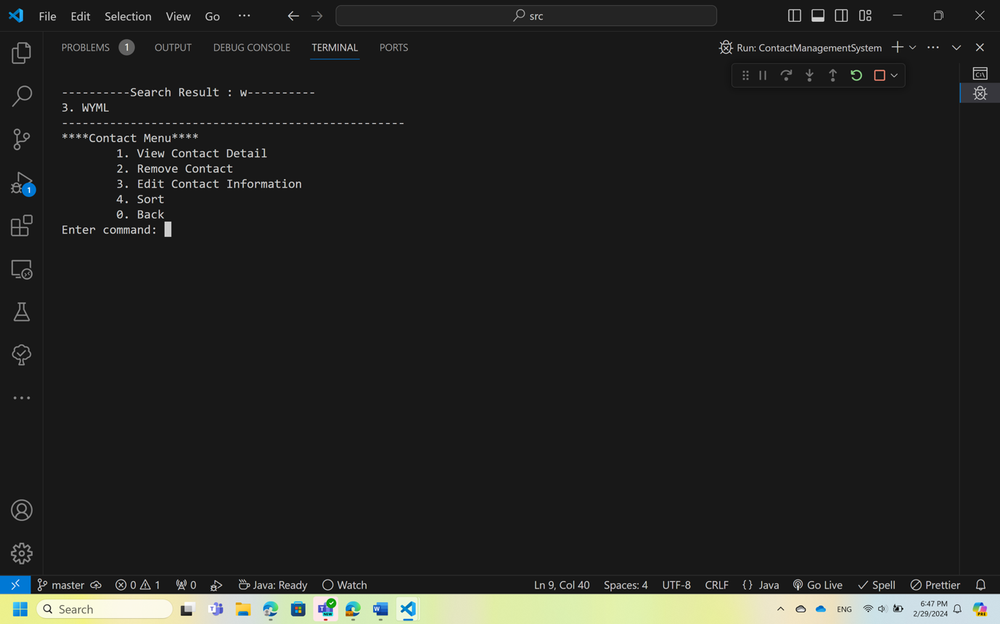 File Edit Selection View Go ··· src
PROBLEMS 1 OUTPUT DEBUG CONSOLE TERMINAL PORTS Run: ContactManagementSystem
----------Search Result : w----------
3. WYML
--------------------------------------------------
****Contact Menu****
1. View Contact Detail
2. Remove Contact
3. Edit Contact Information
4. Sort
0. Back
Enter command:
1
master 0 1 0 Java: Ready Watch Ln 9, Col 40 Spaces: 4 UTF-8 CRLF {} Java Go Live Spell Prettier
Search ENG 6:47 PM
2/29/2024